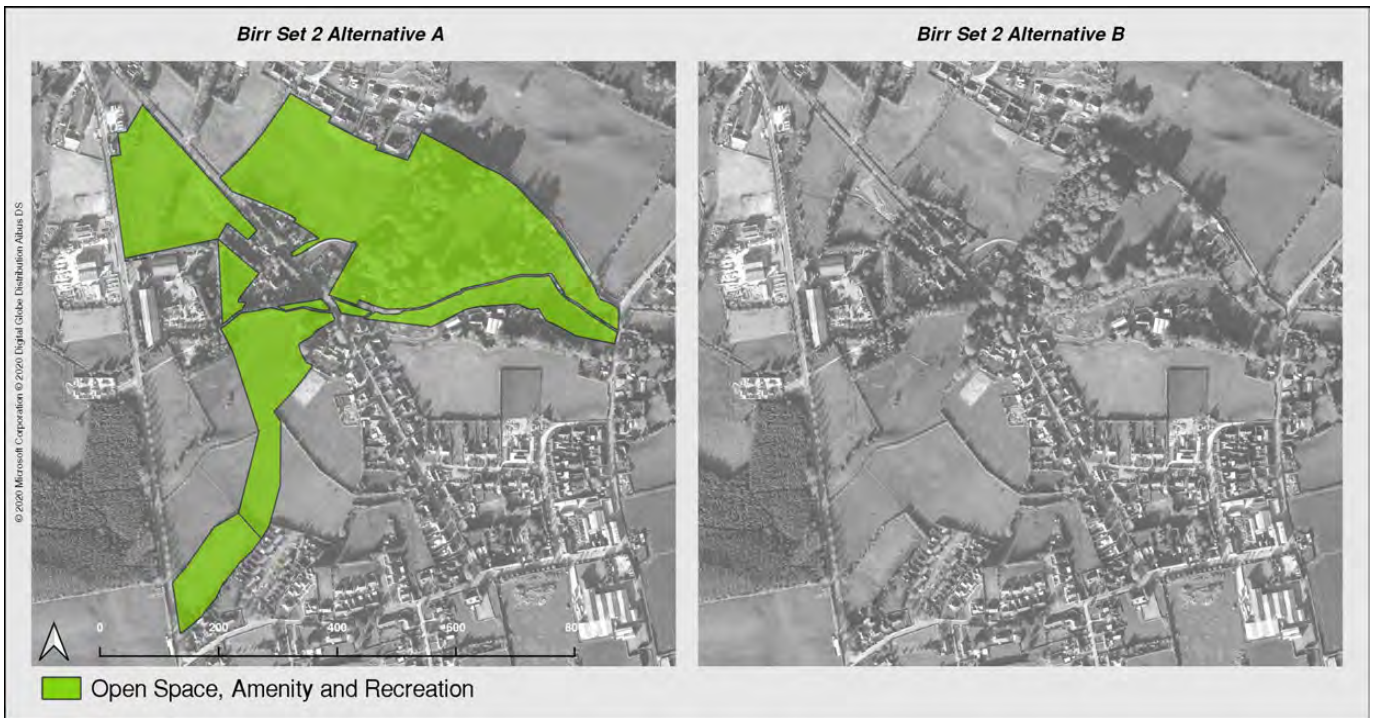 Birr Set 2 Alternative A
Birr Set 2 Alternative B
© 2020 Microsoft Corporation © 2020 Digital Globe Distribution Aibus DS
0 200 400 600
Open Space, Amenity and Recreation